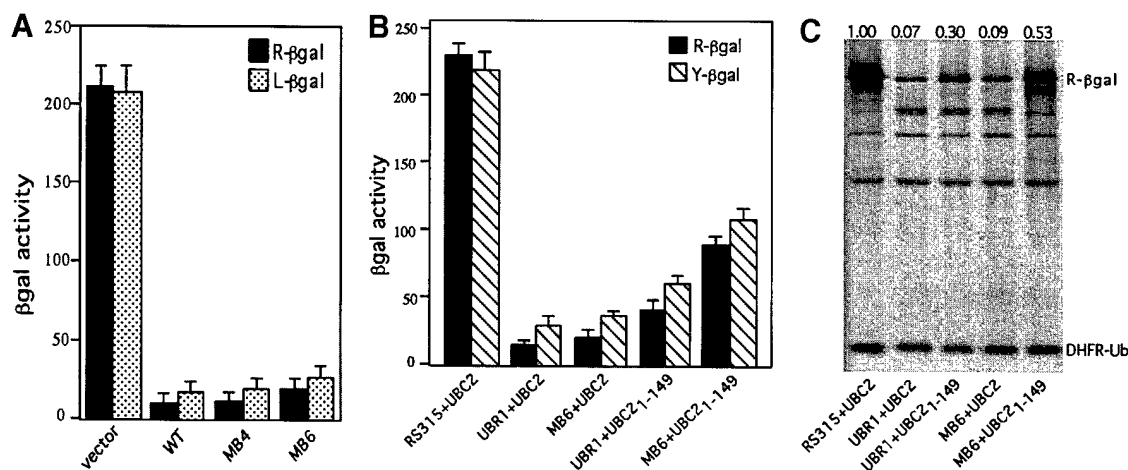 A
βgal activity
250
200
150
100
50
0
R-βgal
L-βgal
vector
WT
MB4
MB6
B
βgal activity
250
200
150
100
50
0
R-βgal
Y-βgal
RS315+UBC2
UBR1+UBC2
MB6+UBC2
UBR1+UBC2₁₋₁₄₉
MB6+UBC2₁₋₁₄₉
C
1.00 0.07 0.30 0.09 0.53
R-βgal
DHFR-Ub
RS315+UBC2
UBR1+UBC2
UBR1+UBC2₁₋₁₄₉
MB6+UBC2
MB6+UBC2₁₋₁₄₉